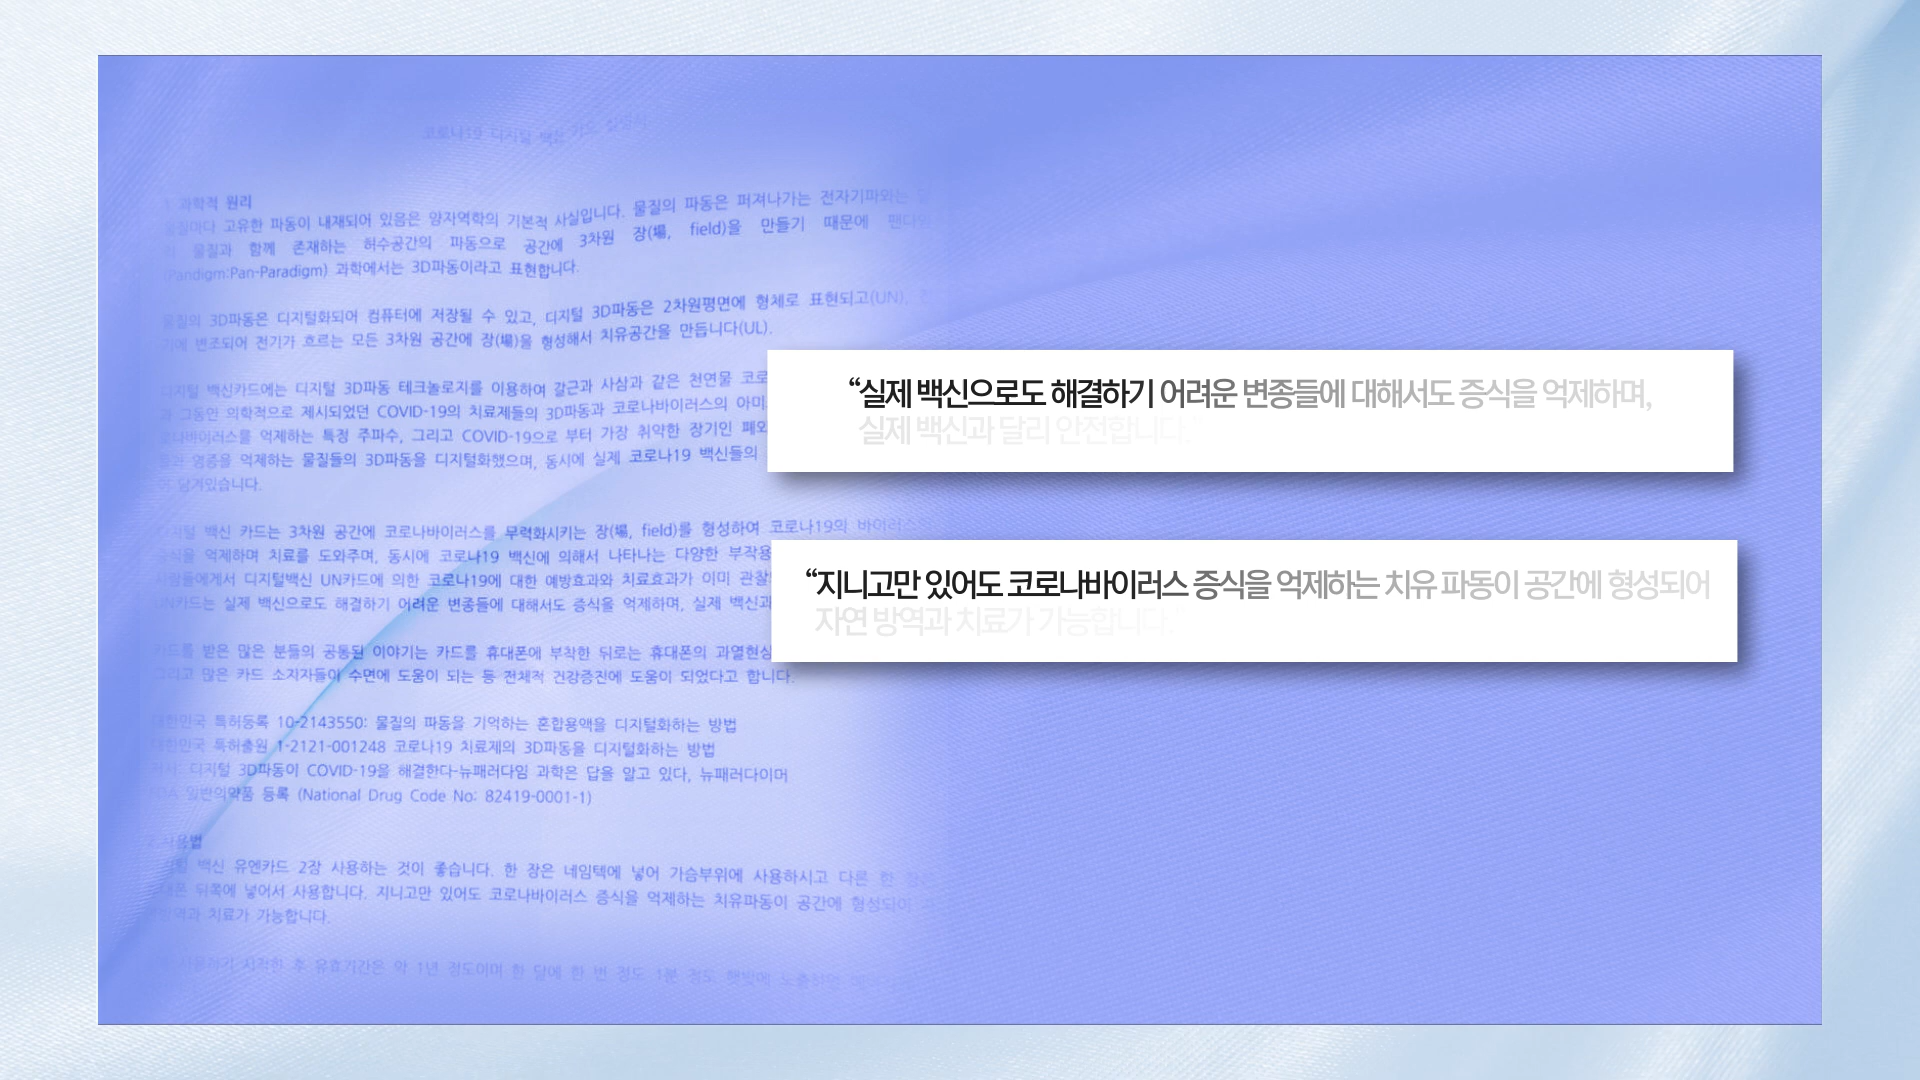 코로나19 디지털 백신 카드 설명서
1. 과학적 원리
물질마다 고유한 파동이 내재되어 있음은 양자역학의 기본적 사실입니다. 물질의 파동은 퍼져나가는 전자기파와는
물질과 함께 존재하는 허수공간의 파동으로 공간에 3차원 장(場, field)을 만들기 때문에
(Pandigm:Pan-Paradigm) 과학에서는 3D파동이라고 표현합니다.
물질의 3D파동은 디지털화되어 컴퓨터에 저장될 수 있고, 디지털 3D파동은 2차원평면에 형체로 표현되고(UN),
변조되어 전기가 흐르는 모든 3차원 공간에 장(場)을 형성해서 치유공간을 만듭니다(UL).
디지털 백신카드에는 디지털 3D파동 테크놀로지를 이용하여 갈근과 사삼과 같은 천연물
그동안 의학적으로 제시되었던 COVID-19의 치료제들의 3D파동과 코로나바이러스의
코로나바이러스를 억제하는 특정 주파수, 그리고 COVID-19으로 부터 가장 취약한 장기인
염증을 억제하는 물질들의 3D파동을 디지털화했으며, 동시에 실제 코로나19 백신들의
담겨있습니다.
디지털 백신 카드는 3차원 공간에 코로나바이러스를 무력화시키는 장(場, field)를 형성하여 코로나19의
증식을 억제하며 치료를 도와주며, 동시에 코로나19 백신에 의해서 나타나는 다양한
사람들에게서 디지털백신 UN카드에 의한 코로나19에 대한 예방효과와 치료효과가 이미
UN카드는 실제 백신으로도 해결하기 어려운 변종들에 대해서도 증식을 억제하며, 실제 백신과
카드를 받은 많은 분들의 공통된 이야기는 카드를 휴대폰에 부착한 뒤로는 휴대폰의 과열현상
그리고 많은 카드 소지자들이 수면에 도움이 되는 등 전체적 건강증진에 도움이 되었다고 합니다.
대한민국 특허등록 10-2143550: 물질의 파동을 기억하는 혼합용액을 디지털화하는 방법
대한민국 특허출원 1-2121-001248 코로나19 치료제의 3D파동을 디지털화하는 방법
저서: 디지털 3D파동이 COVID-19을 해결한다-뉴패러다임 과학은 답을 알고 있다, 뉴패러다이머
FDA 일반의약품 등록 (National Drug Code No: 82419-0001-1)
2. 사용법
디지털 백신 유엔카드 2장 사용하는 것이 좋습니다. 한 장은 네임텍에 넣어 가슴부위에 사용하시고 다른 한
뒤쪽에 넣어서 사용합니다. 지니고만 있어도 코로나바이러스 증식을 억제하는 치유파동이 공간에 형성되어
치료가 가능합니다.
사용하기 시작한 후 유효기간은 약 1년 정도이며 한 달에 한 번 정도 1분 정도 햇빛에
“실제 백신으로도 해결하기 어려운 변종들에 대해서도 증식을 억제하며,
실제 백신과 달리 안전합니다.”
“지니고만 있어도 코로나바이러스 증식을 억제하는 치유 파동이 공간에 형성되어
자연 방역과 치료가 가능합니다.”